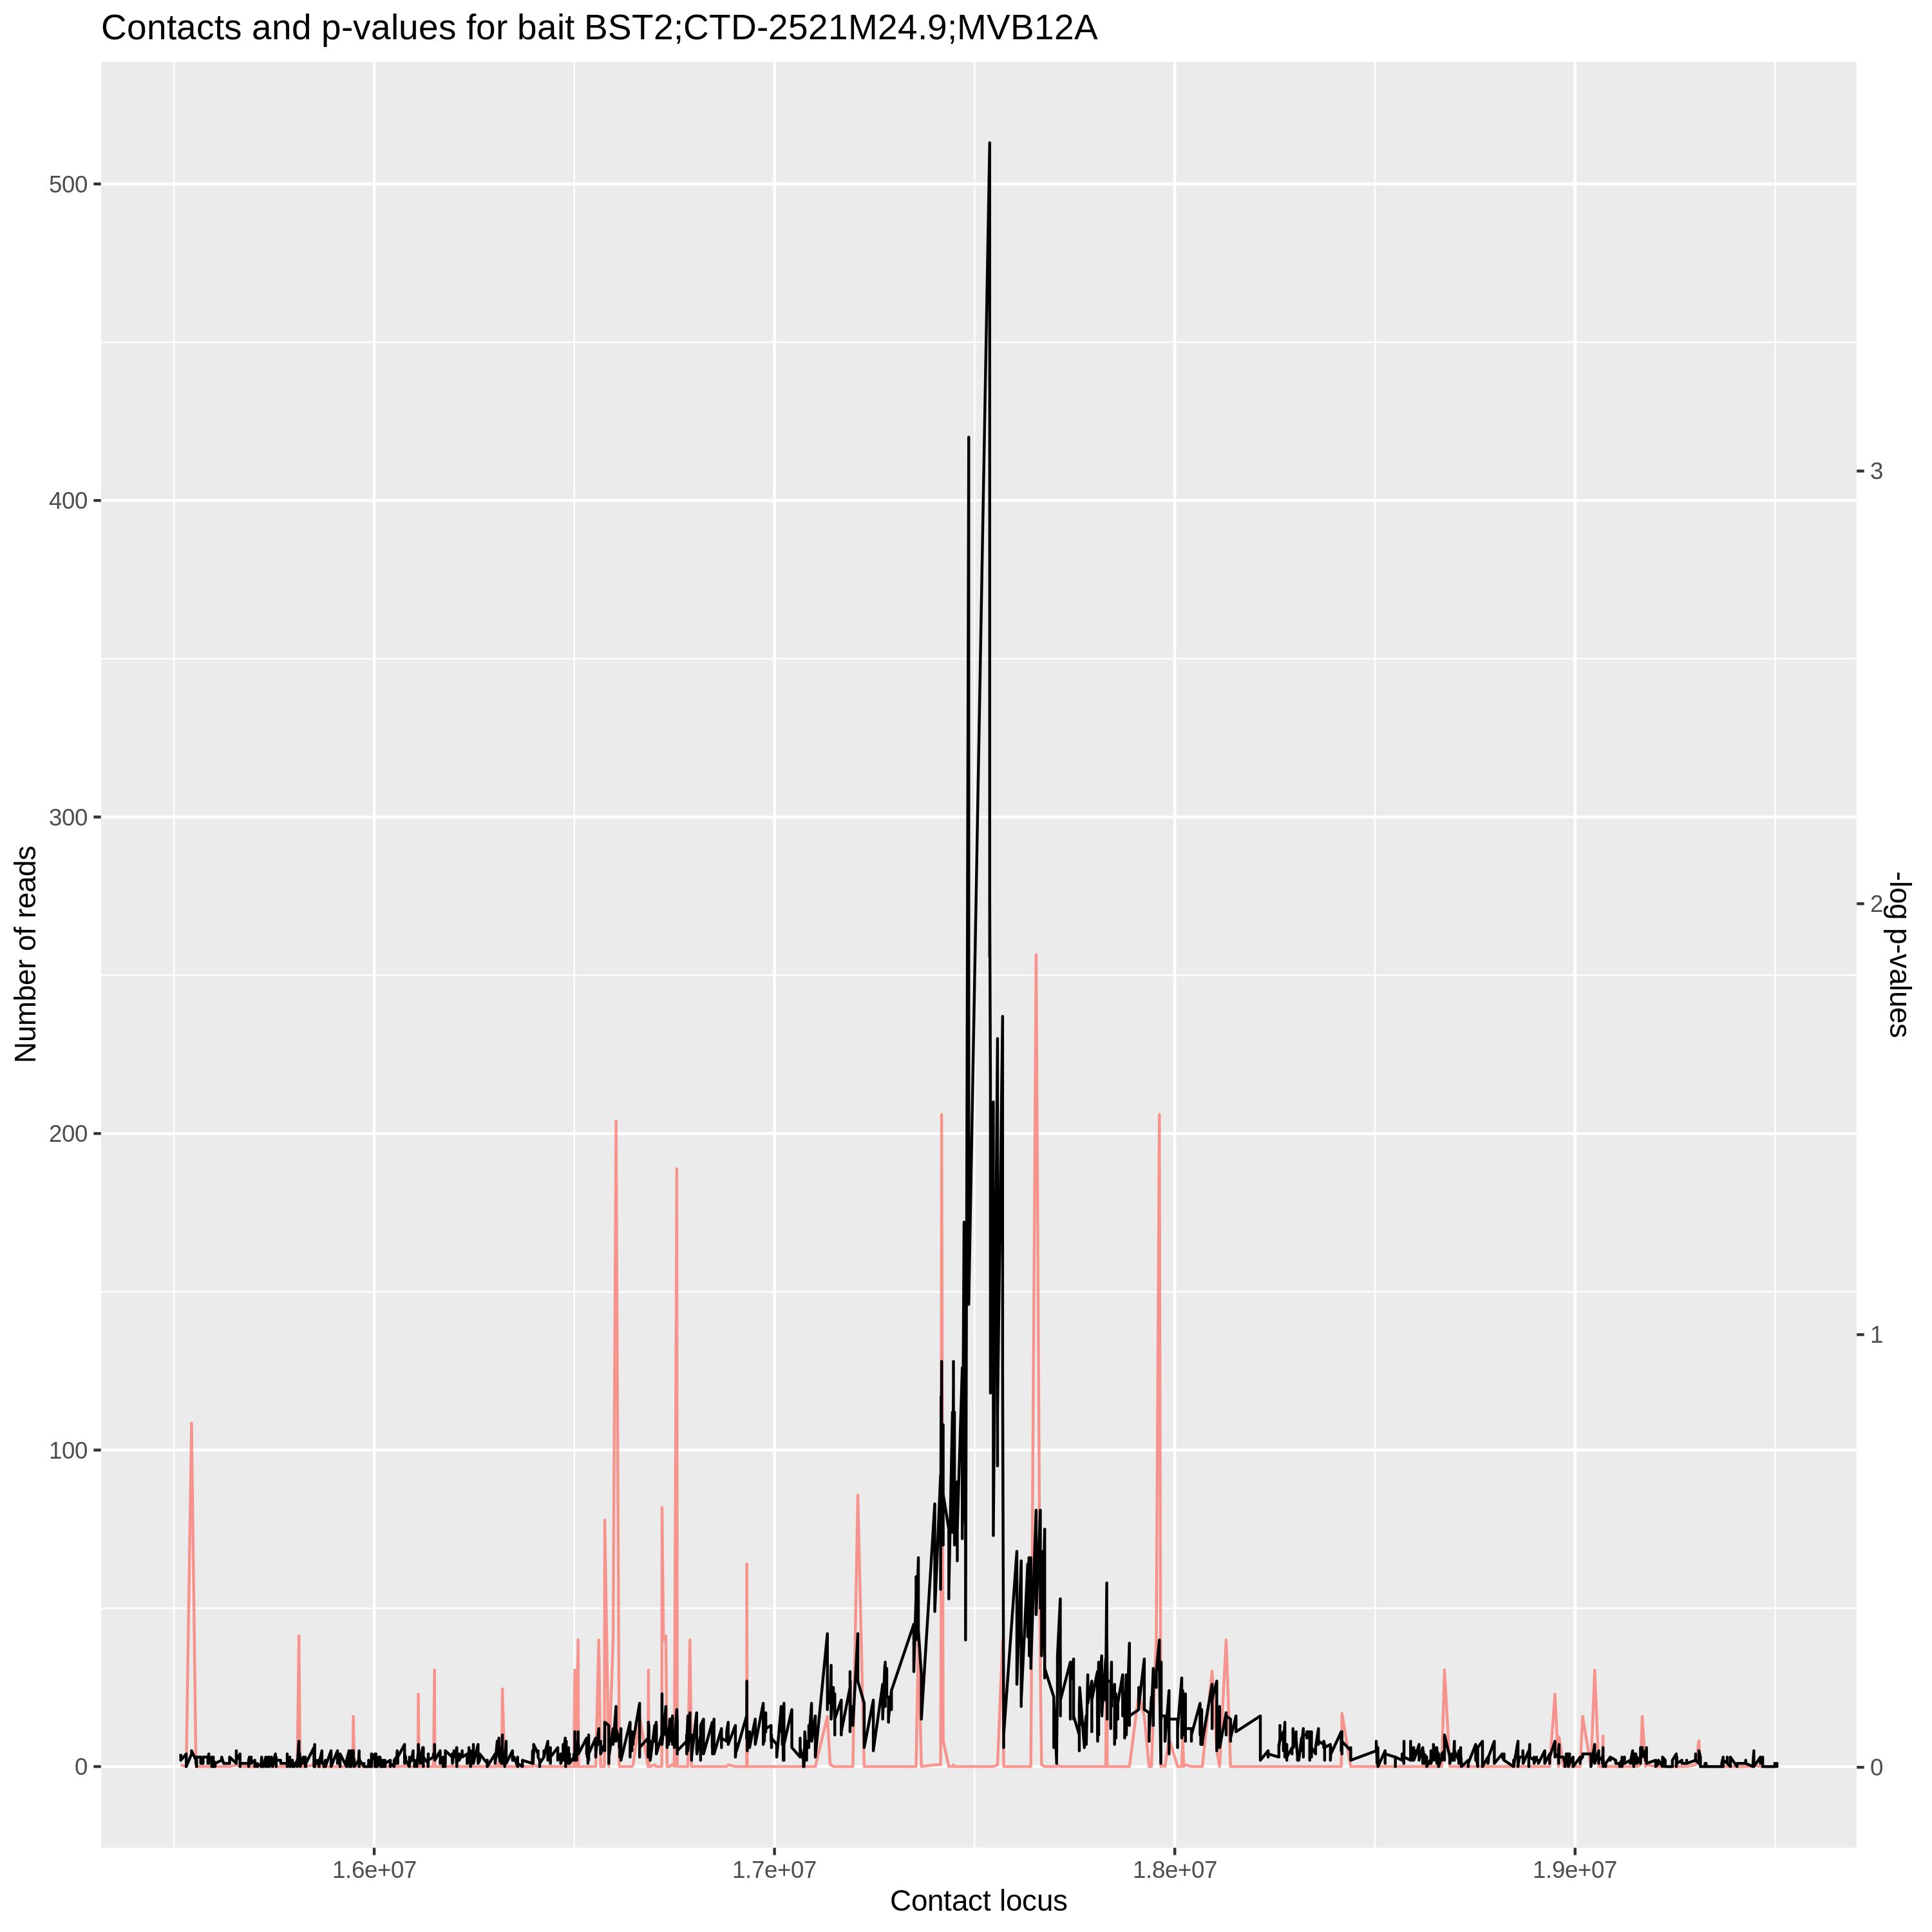 Contacts and p-values for bait BST2;CTD-2521M24.9;MVB12A
500
400
300
200
100
0
Number of reads
3
2
1
0
-log p-values
1.6e+07
1.7e+07
1.8e+07
1.9e+07
Contact locus